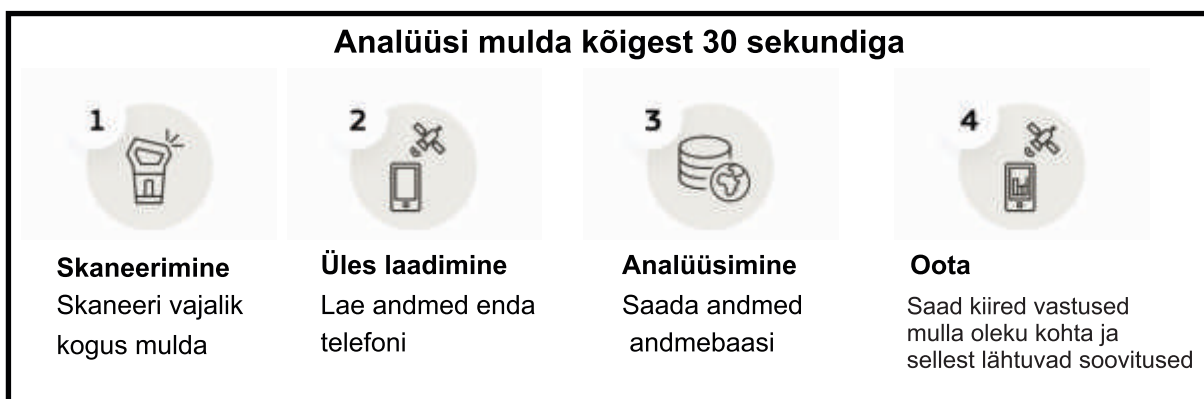 Analüüsi mulda kõigest 30 sekundiga
1
Skaneerimine
Skaneeri vajalik
kogus mulda
2
Üles laadimine
Lae andmed enda
telefoni
3
Analüüsimine
Saada andmed
andmebaasi
4
Oota
Saad kiired vastused
mulla oleku kohta ja
sellest lähtuvad soovitused